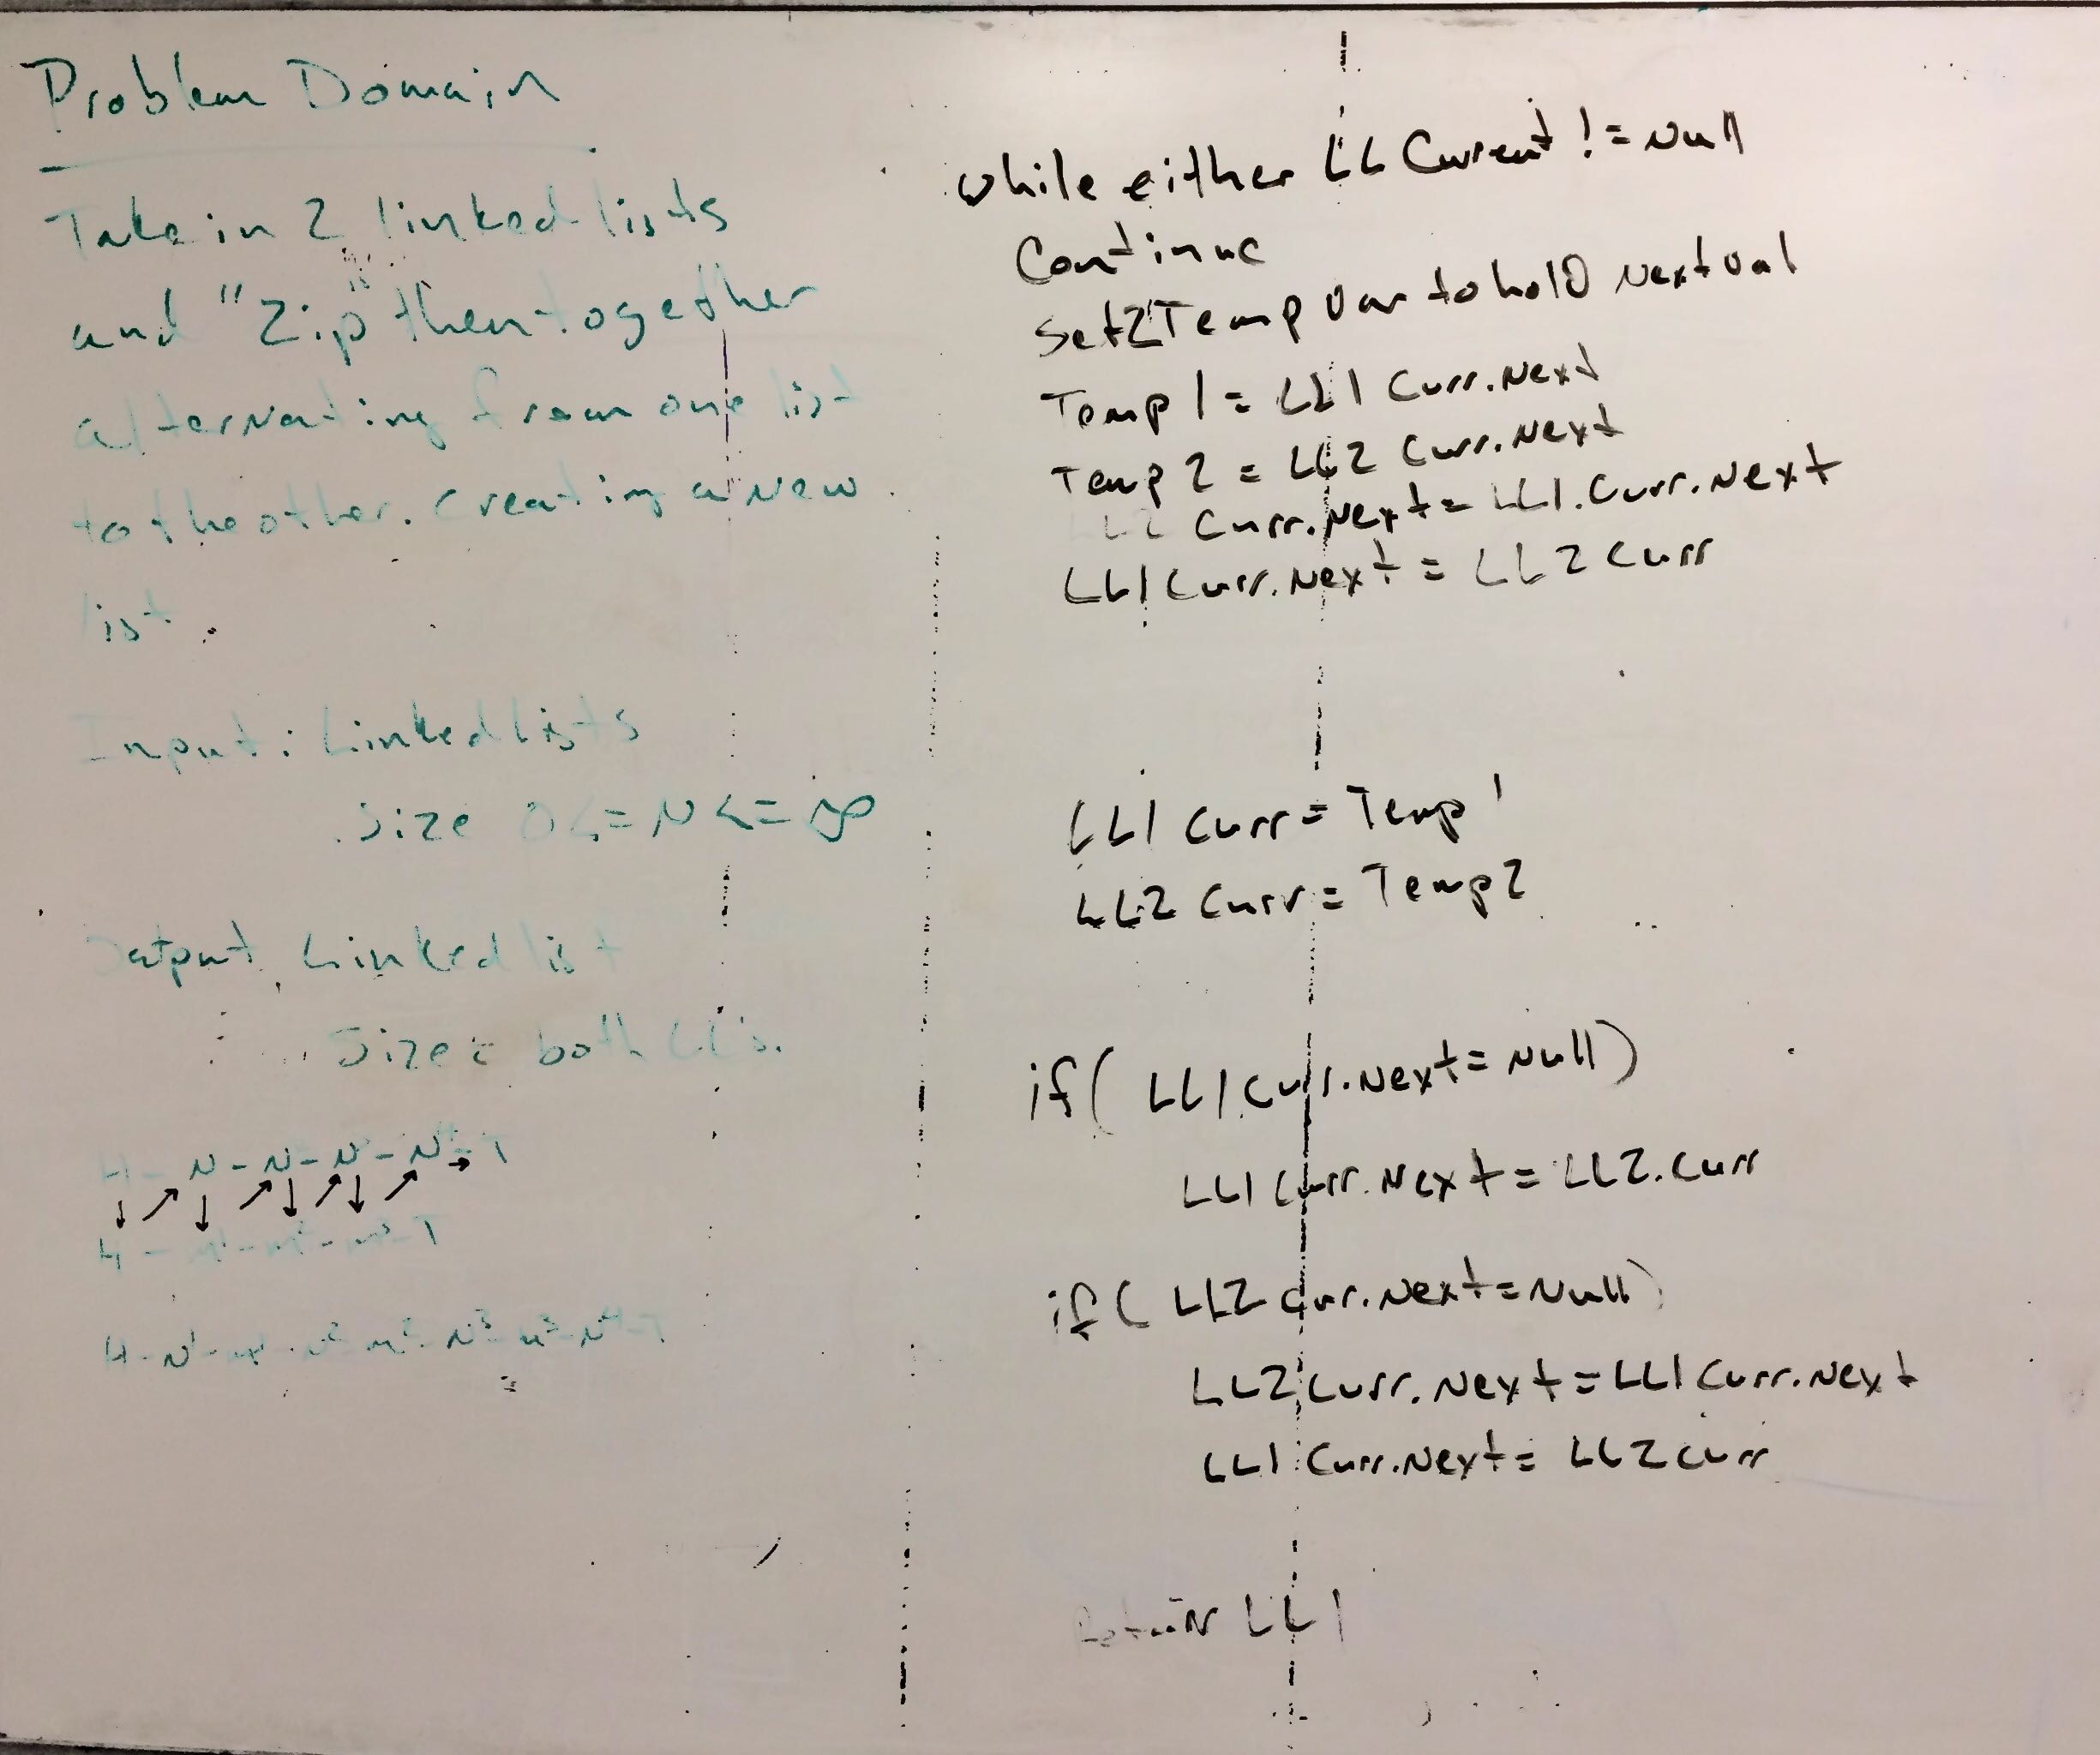 Problem Domain
Take in 2 linked lists
and "Zip" them together
alternating from one list
to the other. Creating a New
list.
Input: Linked lists
Size 0<=N<=∞
Output Linked list
Size = both LL's.
H - N - N - N - N - T
H - - - - T
while either LL Current != Null
Continue
Set 2 Temp Var to holD Next Val
Temp 1 = LL1 Curr.Next
Temp 2 = LL2 Curr.Next
LL2 Curr.Next = LL1.Curr.Next
LL1 Curr.Next = LL2 Curr
LL1 Curr = Temp 1
LL2 Curr = Temp 2
if( LL1 Curr.Next = Null)
LL1 Curr.Next = LL2.Curr
if( LL2 Curr.Next = Null)
LL2 Curr.Next = LL1 Curr.Next
LL1 Curr.Next = LL2 Curr
RetuRN LL1